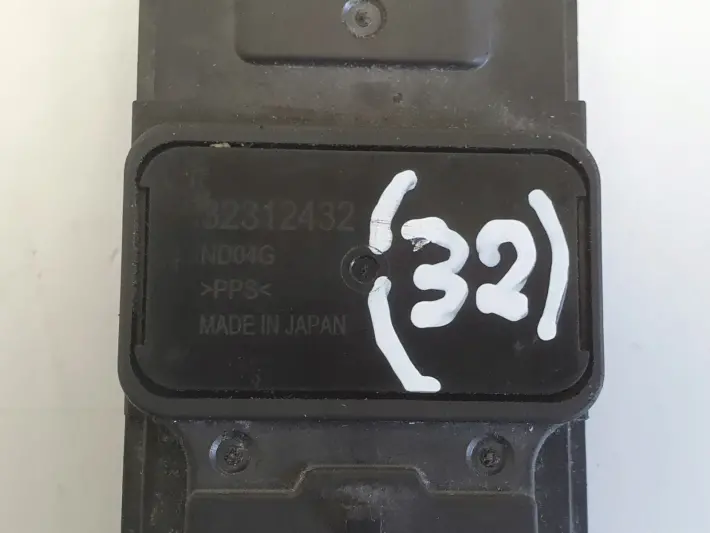 32312432
ND04G
>PPS<
MADE IN JAPAN
(32)